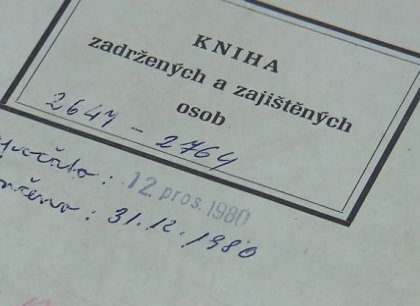 KNIHA
zadržených a zajištěných
osob
2647 - 2764
: 12. pros. 1980
: 31.12.1980